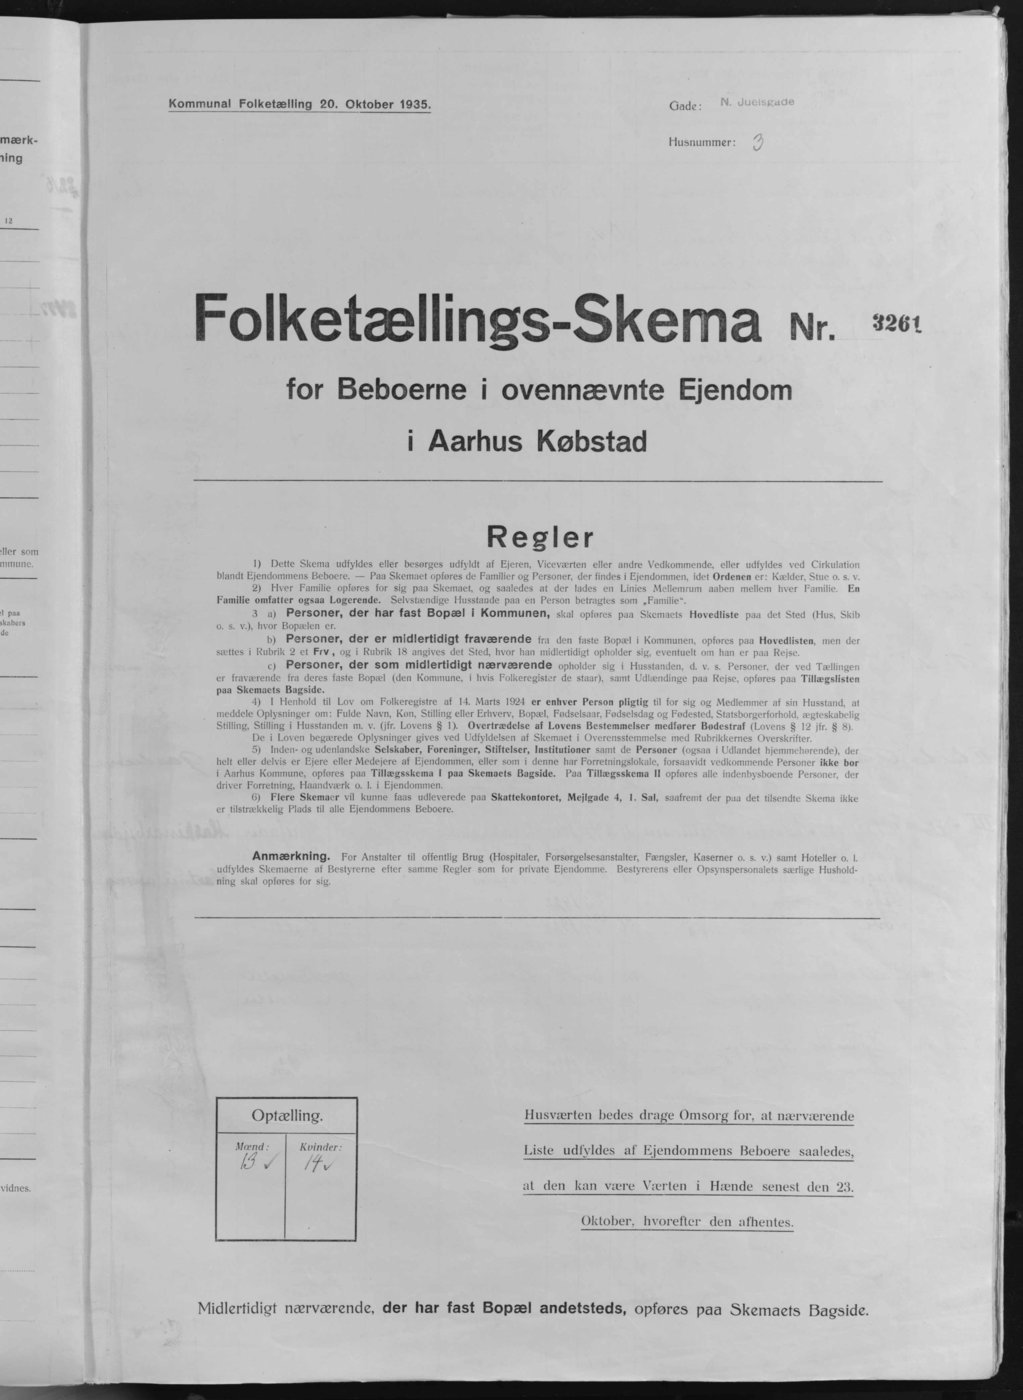 mærk-
ning
12
eller som
mmune.
el paa
skabers
de
vidnes.
Kommunal Folketælling 20. Oktober 1935.
Gade: N. Juelsgade
Husnummer: 3
Folketællings-Skema Nr. 3261
for Beboerne i ovennævnte Ejendom
i Aarhus Købstad
Regler
1) Dette Skema udfyldes eller besørges udfyldt af Ejeren, Viceværten eller andre Vedkommende, eller udfyldes ved Cirkulation
blandt Ejendommens Beboere. — Paa Skemaet opføres de Familier og Personer, der findes i Ejendommen, idet Ordenen er: Kælder, Stue o. s. v.
2) Hver Familie opføres for sig paa Skemaet, og saaledes at der lades en Linies Mellemrum aaben mellem hver Familie. En
Familie omfatter ogsaa Logerende. Selvstændige Husstande paa en Person betragtes som „Familie“.
3 a) Personer, der har fast Bopæl i Kommunen, skal opføres paa Skemaets Hovedliste paa det Sted (Hus, Skib
o. s. v.), hvor Bopælen er.
b) Personer, der er midlertidigt fraværende fra den faste Bopæl i Kommunen, opføres paa Hovedlisten, men der
sættes i Rubrik 2 et Frv, og i Rubrik 18 angives det Sted, hvor han midlertidigt opholder sig, eventuelt om han er paa Rejse.
c) Personer, der som midlertidigt nærværende opholder sig i Husstanden, d. v. s. Personer, der ved Tællingen
er fraværende fra deres faste Bopæl (den Kommune, i hvis Folkeregister de staar), samt Udlændinge paa Rejse, opføres paa Tillægslisten
paa Skemaets Bagside.
4) I Henhold til Lov om Folkeregistre af 14. Marts 1924 er enhver Person pligtig til for sig og Medlemmer af sin Husstand, at
meddele Oplysninger om: Fulde Navn, Køn, Stilling eller Erhverv, Bopæl, Fødselsaar, Fødselsdag og Fødested, Statsborgerforhold, ægteskabelig
Stilling, Stilling i Husstanden m. v. (jfr. Lovens § 1). Overtrædelse af Lovens Bestemmelser medfører Bødestraf (Lovens § 12 jfr. § 8).
De i Loven begærede Oplysninger gives ved Udfyldelsen af Skemaet i Overensstemmelse med Rubrikkernes Overskrifter.
5) Inden- og udenlandske Selskaber, Foreninger, Stiftelser, Institutioner samt de Personer (ogsaa i Udlandet hjemmehørende), der
helt eller delvis er Ejere eller Medejere af Ejendommen, eller som i denne har Forretningslokale, forsaavidt vedkommende Personer ikke bor
i Aarhus Kommune, opføres paa Tillægsskema I paa Skemaets Bagside. Paa Tillægsskema II opføres alle indenbysboende Personer, der
driver Forretning, Haandværk o. l. i Ejendommen.
6) Flere Skemaer vil kunne faas udleverede paa Skattekontoret, Mejlgade 4, 1. Sal, saafremt der paa det tilsendte Skema ikke
er tilstrækkelig Plads til alle Ejendommens Beboere.
Anmærkning. For Anstalter til offentlig Brug (Hospitaler, Forsørgelsesanstalter, Fængsler, Kaserner o. s. v.) samt Hoteller o. l.
udfyldes Skemaerne af Bestyrerne efter samme Regler som for private Ejendomme. Bestyrerens eller Opsynspersonalets særlige Hushold-
ning skal opføres for sig.
Optælling.
Mænd: Kvinder:
13 ✓ 14 ✓
Husværten bedes drage Omsorg for, at nærværende
Liste udfyldes af Ejendommens Beboere saaledes,
at den kan være Værten i Hænde senest den 23.
Oktober, hvorefter den afhentes.
Midlertidigt nærværende, der har fast Bopæl andetsteds, opføres paa Skemaets Bagside.